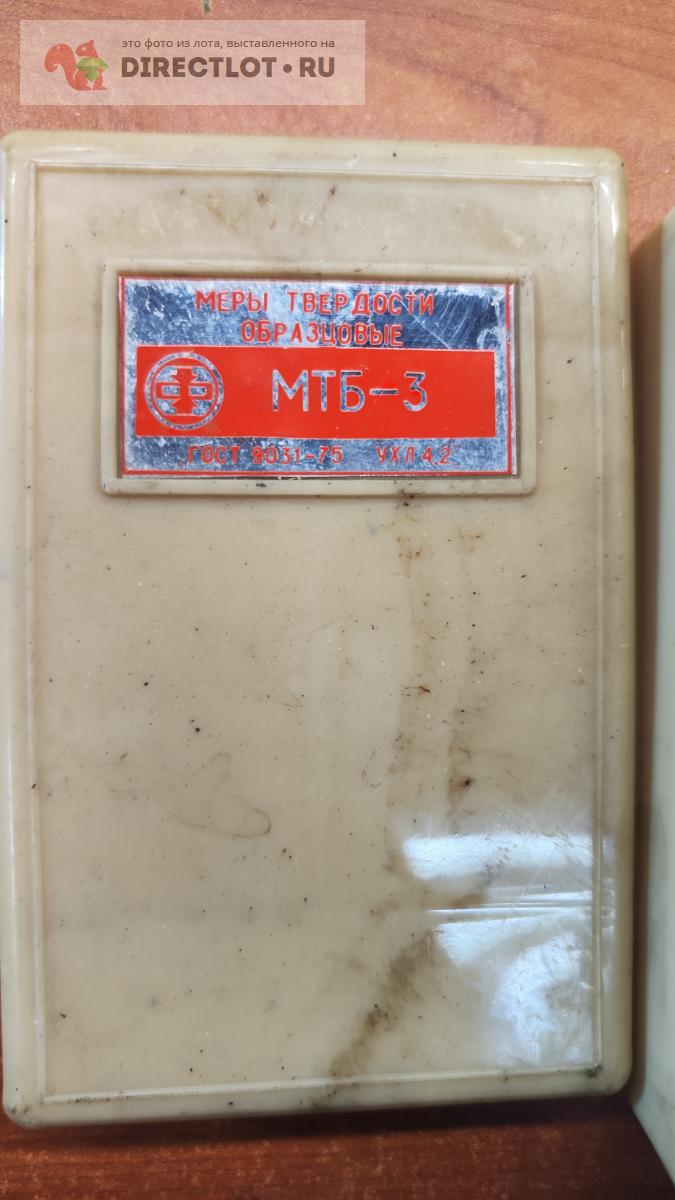 это фото из лота, выставленного на
DIRECTLOT•RU
МЕРЫ ТВЕРДОСТИ
ОБРАЗЦОВЫЕ
МТБ-3
ГОСТ 9031-75 УХЛ 4.2